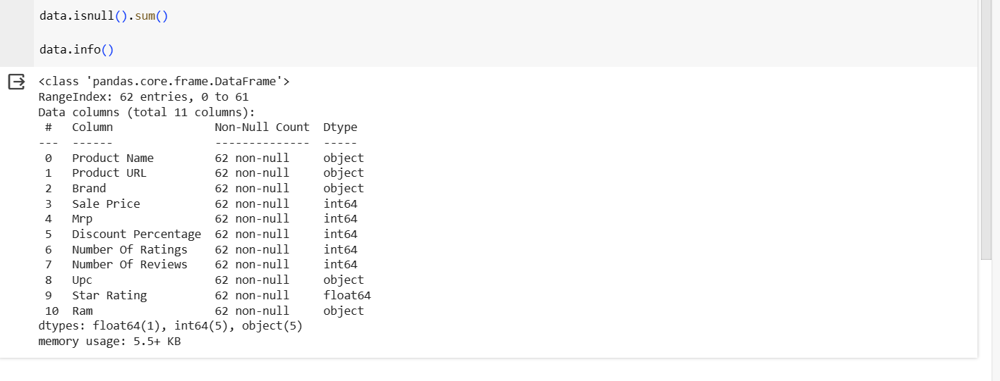 data.isnull().sum()
data.info()
<class 'pandas.core.frame.DataFrame'>
RangeIndex: 62 entries, 0 to 61
Data columns (total 11 columns):
 #   Column               Non-Null Count  Dtype
---  ------               --------------  -----
 0   Product Name         62 non-null     object
 1   Product URL          62 non-null     object
 2   Brand                62 non-null     object
 3   Sale Price           62 non-null     int64
 4   Mrp                  62 non-null     int64
 5   Discount Percentage  62 non-null     int64
 6   Number Of Ratings    62 non-null     int64
 7   Number Of Reviews    62 non-null     int64
 8   Upc                  62 non-null     object
 9   Star Rating          62 non-null     float64
 10  Ram                  62 non-null     object
dtypes: float64(1), int64(5), object(5)
memory usage: 5.5+ KB